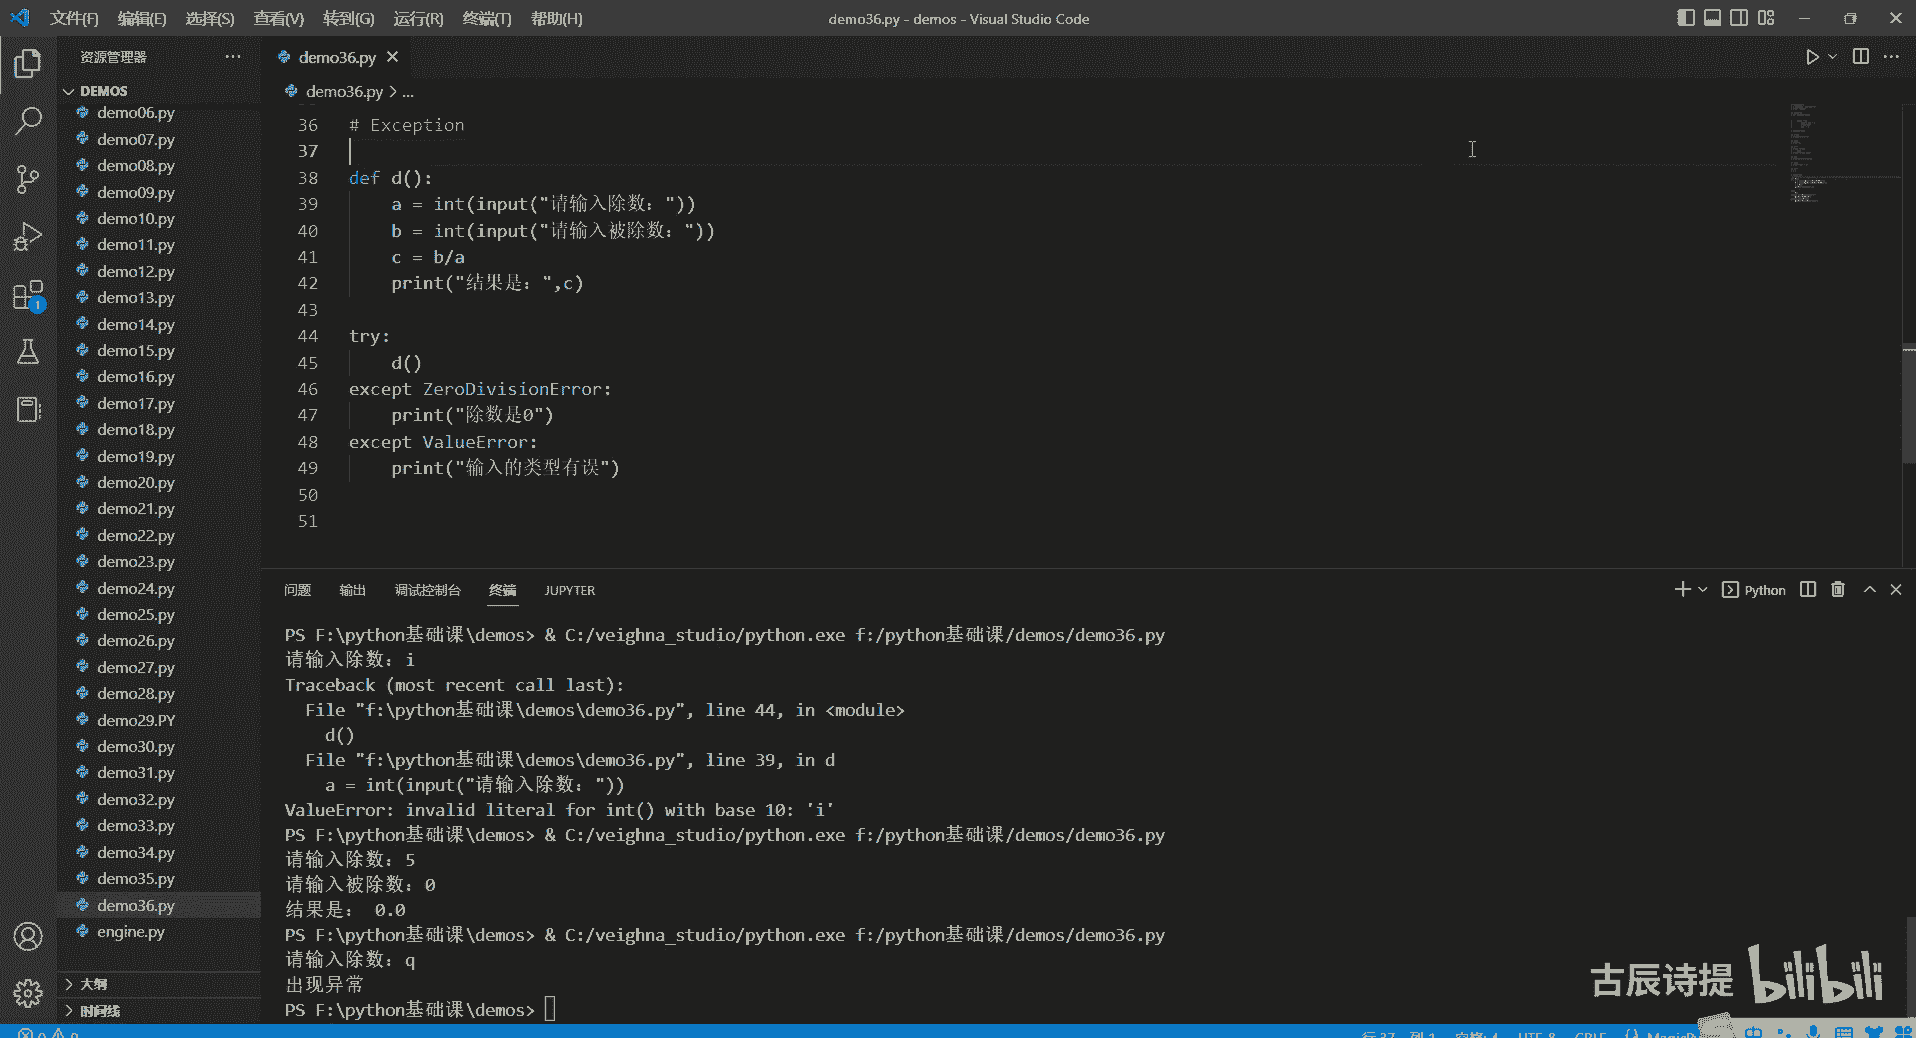 文件(F) 编辑(E) 选择(S) 查看(V) 转到(G) 运行(R) 终端(T) 帮助(H)
demo36.py - demos - Visual Studio Code
资源管理器
DEMOS
demo06.py
demo07.py
demo08.py
demo09.py
demo10.py
demo11.py
demo12.py
demo13.py
demo14.py
demo15.py
demo16.py
demo17.py
demo18.py
demo19.py
demo20.py
demo21.py
demo22.py
demo23.py
demo24.py
demo25.py
demo26.py
demo27.py
demo28.py
demo29.PY
demo30.py
demo31.py
demo32.py
demo33.py
demo34.py
demo35.py
demo36.py
engine.py
大纲
时间线
1
demo36.py
demo36.py > ...
36 # Exception
37
38 def d():
39     a = int(input("请输入除数: "))
40     b = int(input("请输入被除数: "))
41     c = b/a
42     print("结果是: ",c)
43
44 try:
45     d()
46 except ZeroDivisionError:
47     print("除数是0")
48 except ValueError:
49     print("输入的类型有误")
50
51
问题 输出 调试控制台 终端 JUPYTER
Python
PS F:\python基础课\demos> & C:/veighna_studio/python.exe f:/python基础课/demos/demo36.py
请输入除数: i
Traceback (most recent call last):
  File "f:\python基础课\demos\demo36.py", line 44, in <module>
    d()
  File "f:\python基础课\demos\demo36.py", line 39, in d
    a = int(input("请输入除数: "))
ValueError: invalid literal for int() with base 10: 'i'
PS F:\python基础课\demos> & C:/veighna_studio/python.exe f:/python基础课/demos/demo36.py
请输入除数: 5
请输入被除数: 0
结果是:  0.0
PS F:\python基础课\demos> & C:/veighna_studio/python.exe f:/python基础课/demos/demo36.py
请输入除数: q
出现异常
PS F:\python基础课\demos>
古辰诗提 bilibili